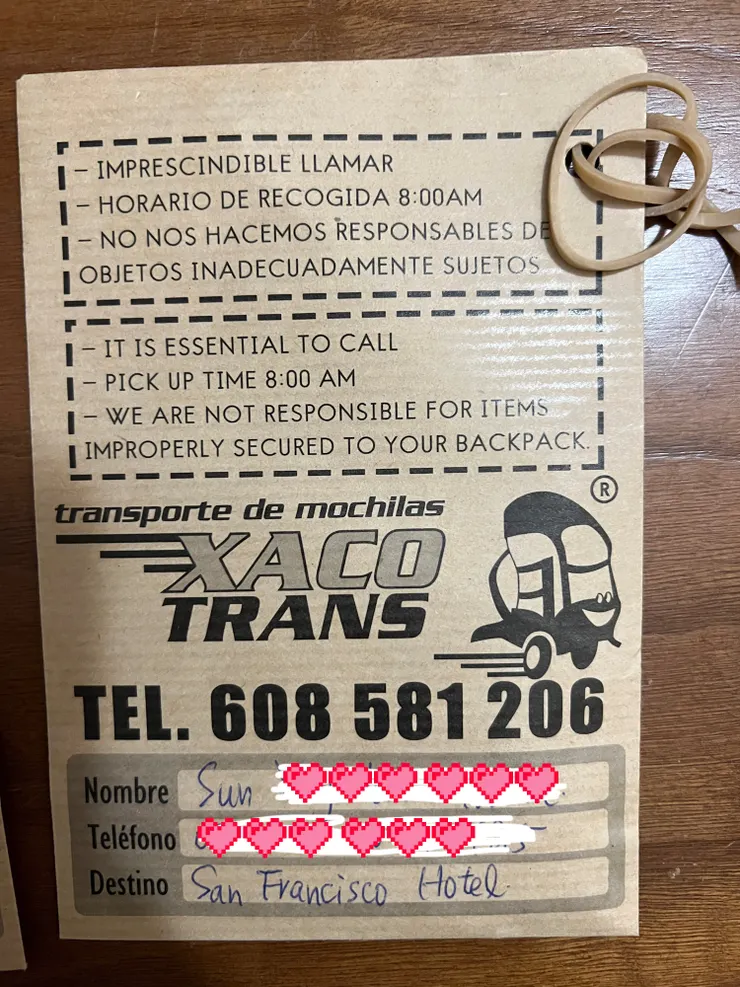 - IMPRESCINDIBLE LLAMAR
- HORARIO DE RECOGIDA 8:00AM
- NO NOS HACEMOS RESPONSABLES DE
OBJETOS INADECUADAMENTE SUJETOS
- IT IS ESSENTIAL TO CALL
- PICK UP TIME 8:00 AM
- WE ARE NOT RESPONSIBLE FOR ITEMS
IMPROPERLY SECURED TO YOUR BACKPACK.
®
transporte de mochilas
XACO
TRANS
TEL. 608 581 206
Nombre Sun
Teléfono
Destino San Francisco Hotel